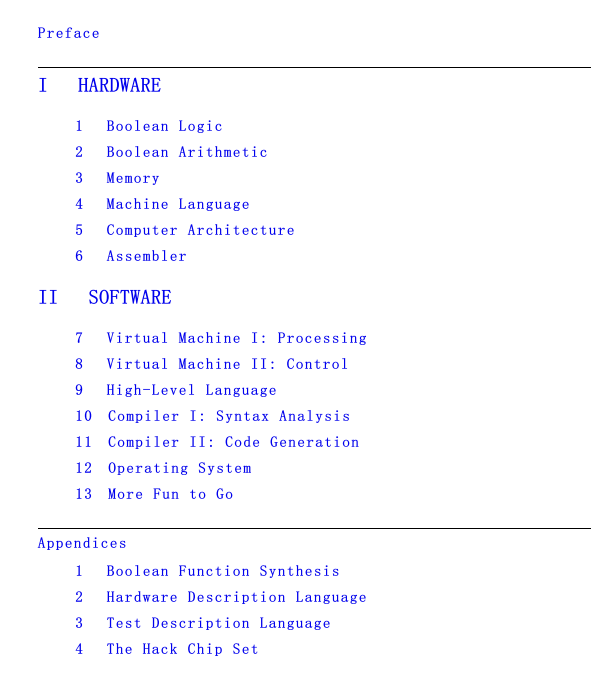 Preface
I HARDWARE
1 Boolean Logic
2 Boolean Arithmetic
3 Memory
4 Machine Language
5 Computer Architecture
6 Assembler
II SOFTWARE
7 Virtual Machine I: Processing
8 Virtual Machine II: Control
9 High-Level Language
10 Compiler I: Syntax Analysis
11 Compiler II: Code Generation
12 Operating System
13 More Fun to Go
Appendices
1 Boolean Function Synthesis
2 Hardware Description Language
3 Test Description Language
4 The Hack Chip Set